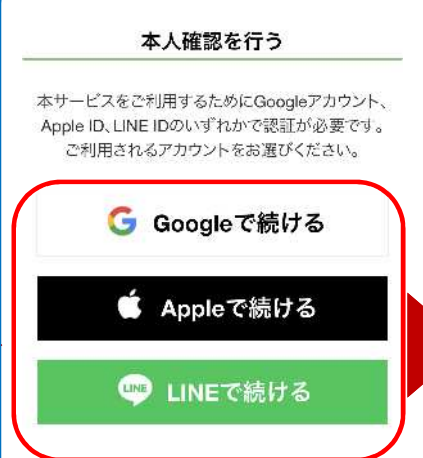 本人確認を行う
本サービスをご利用するためにGoogleアカウント、
Apple ID、LINE IDのいずれかで認証が必要です。
ご利用されるアカウントをお選びください。
Googleで続ける
Appleで続ける
LINE LINEで続ける